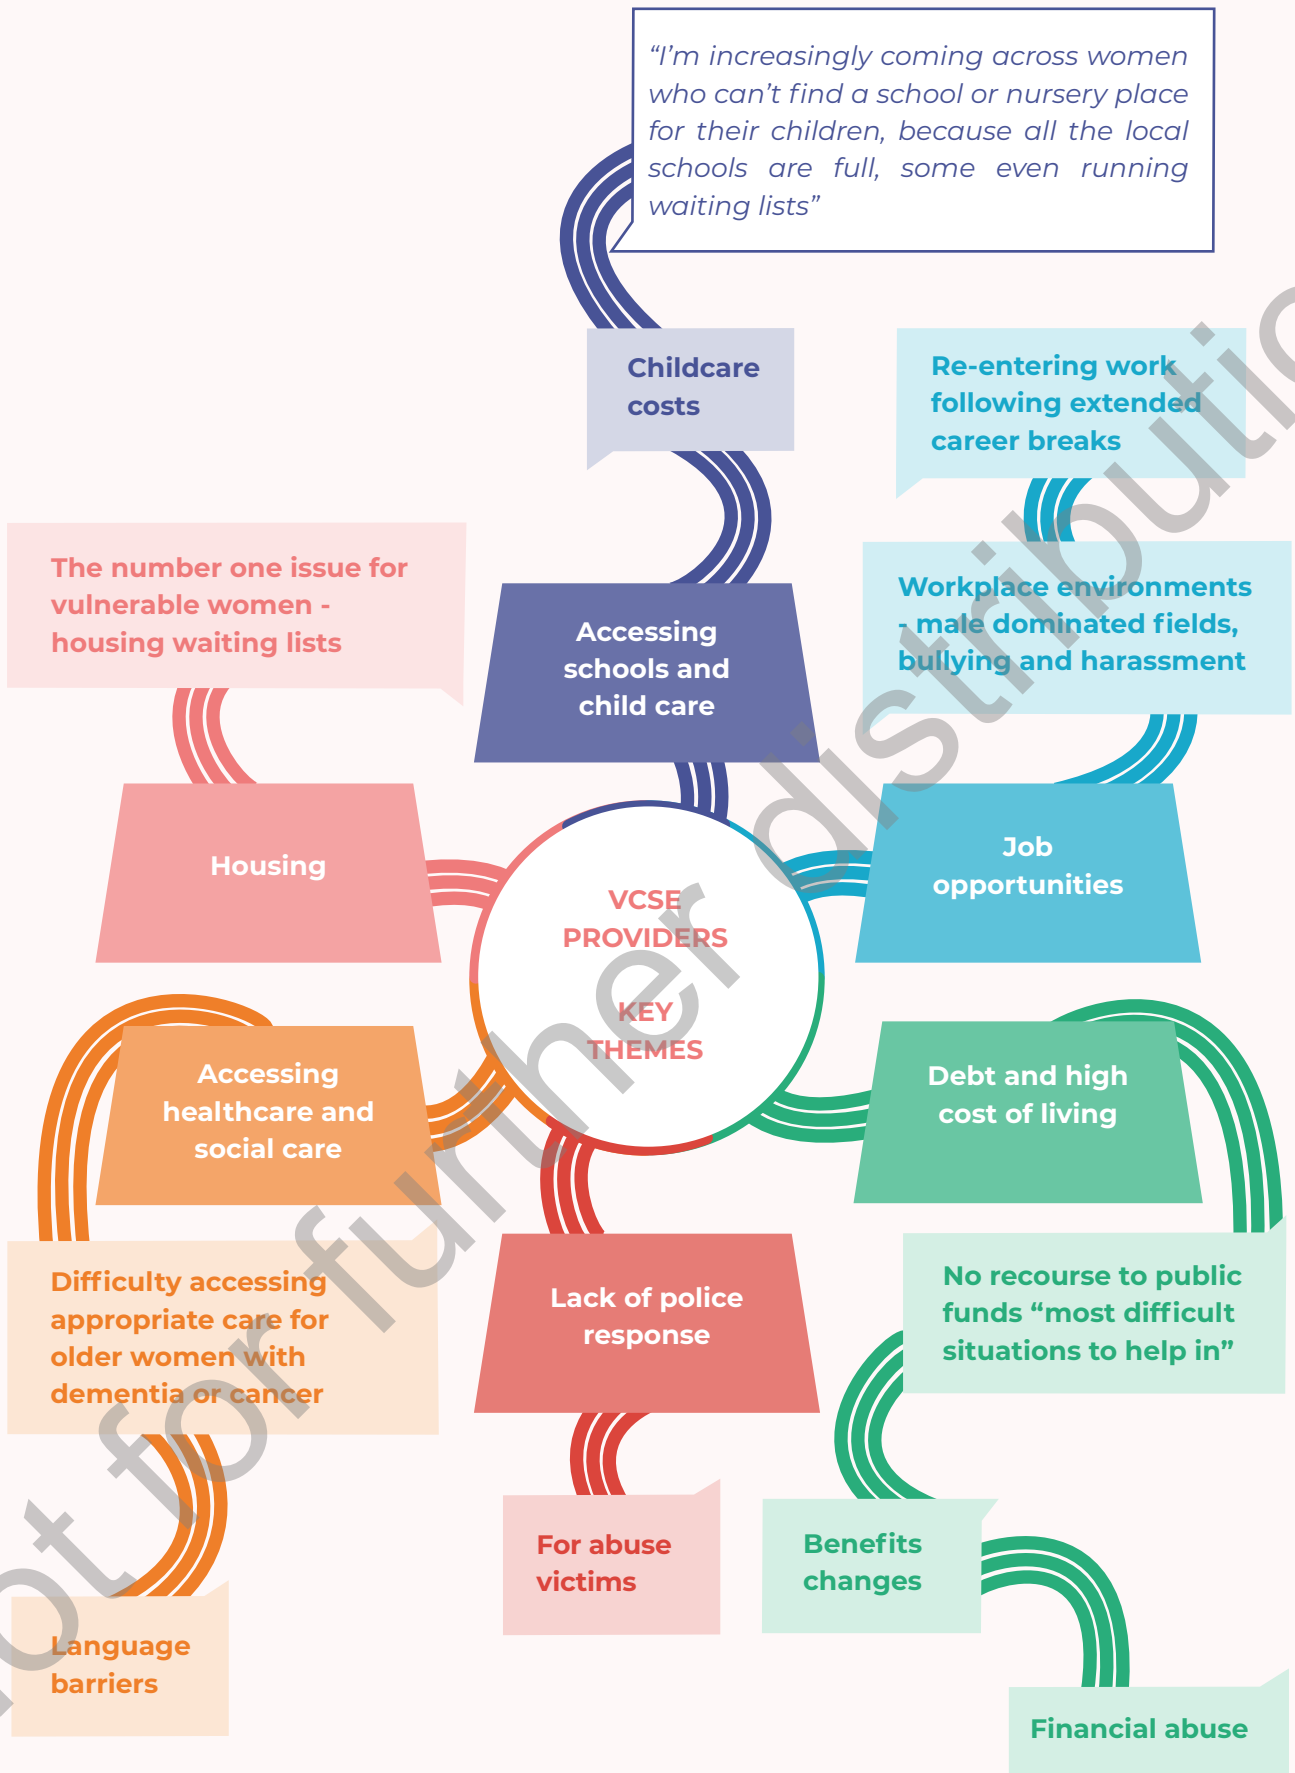 “I’m increasingly coming across women
who can’t find a school or nursery place
for their children, because all the local
schools are full, some even running
waiting lists”
Childcare
costs
Re-entering work
following extended
career breaks
The number one issue for
vulnerable women -
housing waiting lists
Accessing
schools and
child care
Workplace environments
- male dominated fields,
bullying and harassment
Housing
Job
opportunities
VCSE
PROVIDERS
KEY
THEMES
Accessing
healthcare and
social care
Debt and high
cost of living
Difficulty accessing
appropriate care for
older women with
dementia or cancer
Lack of police
response
No recourse to public
funds “most difficult
situations to help in”
For abuse
victims
Benefits
changes
Language
barriers
Financial abuse
for further